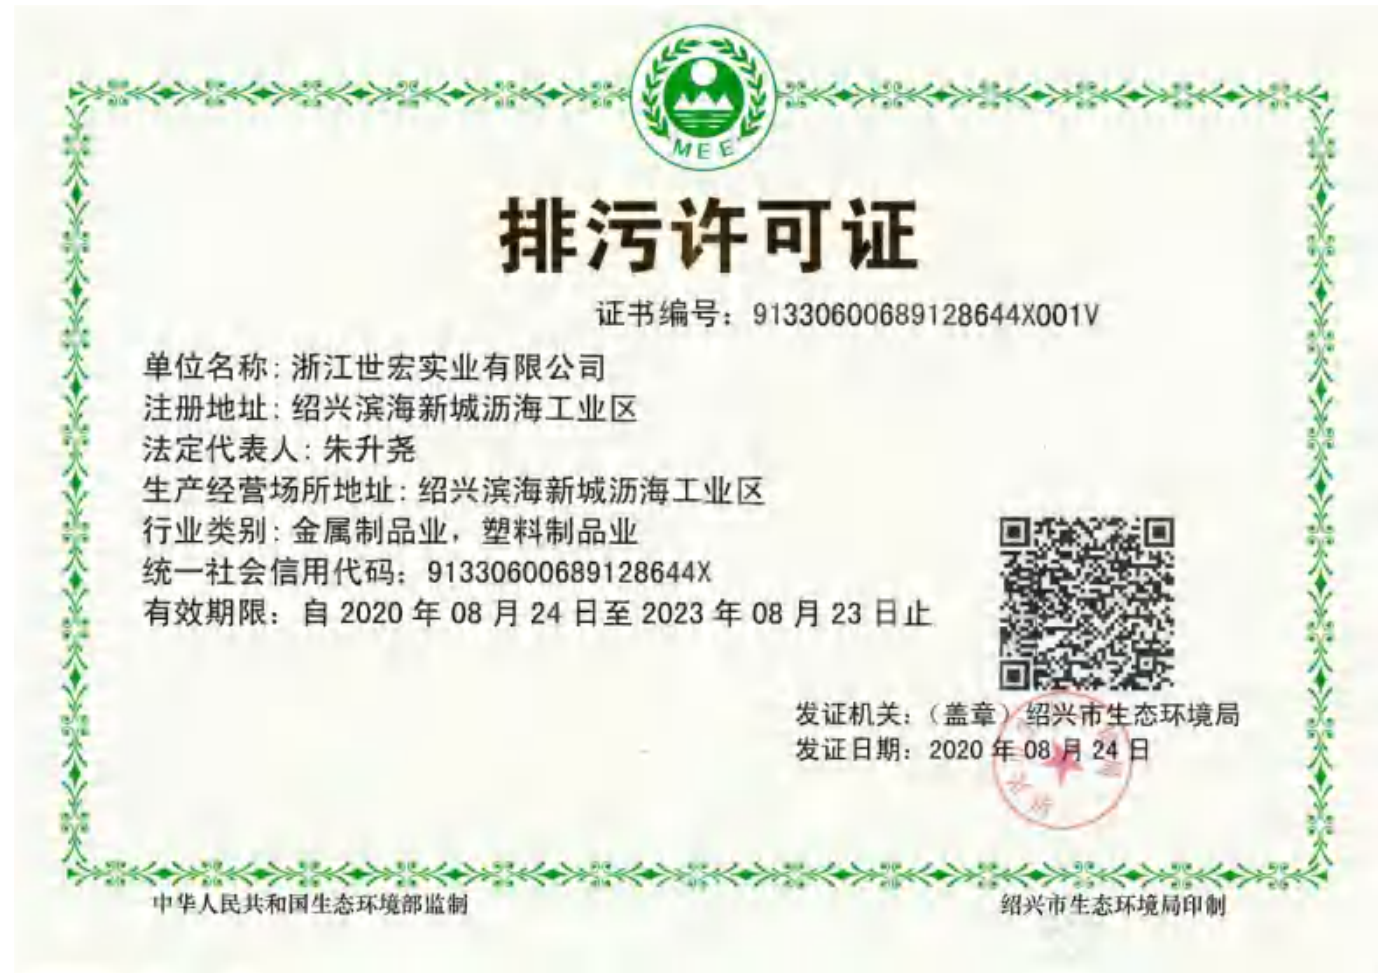 MEE
排污许可证
证书编号：91330600689128644X001V
单位名称：浙江世宏实业有限公司
注册地址：绍兴滨海新城沥海工业区
法定代表人：朱升尧
生产经营场所地址：绍兴滨海新城沥海工业区
行业类别：金属制品业，塑料制品业
统一社会信用代码：91330600689128644X
有效期限：自 2020 年 08 月 24 日至 2023 年 08 月 23 日止
发证机关：（盖章）绍兴市生态环境局
发证日期：2020 年 08 月 24 日
中华人民共和国生态环境部监制
绍兴市生态环境局印制